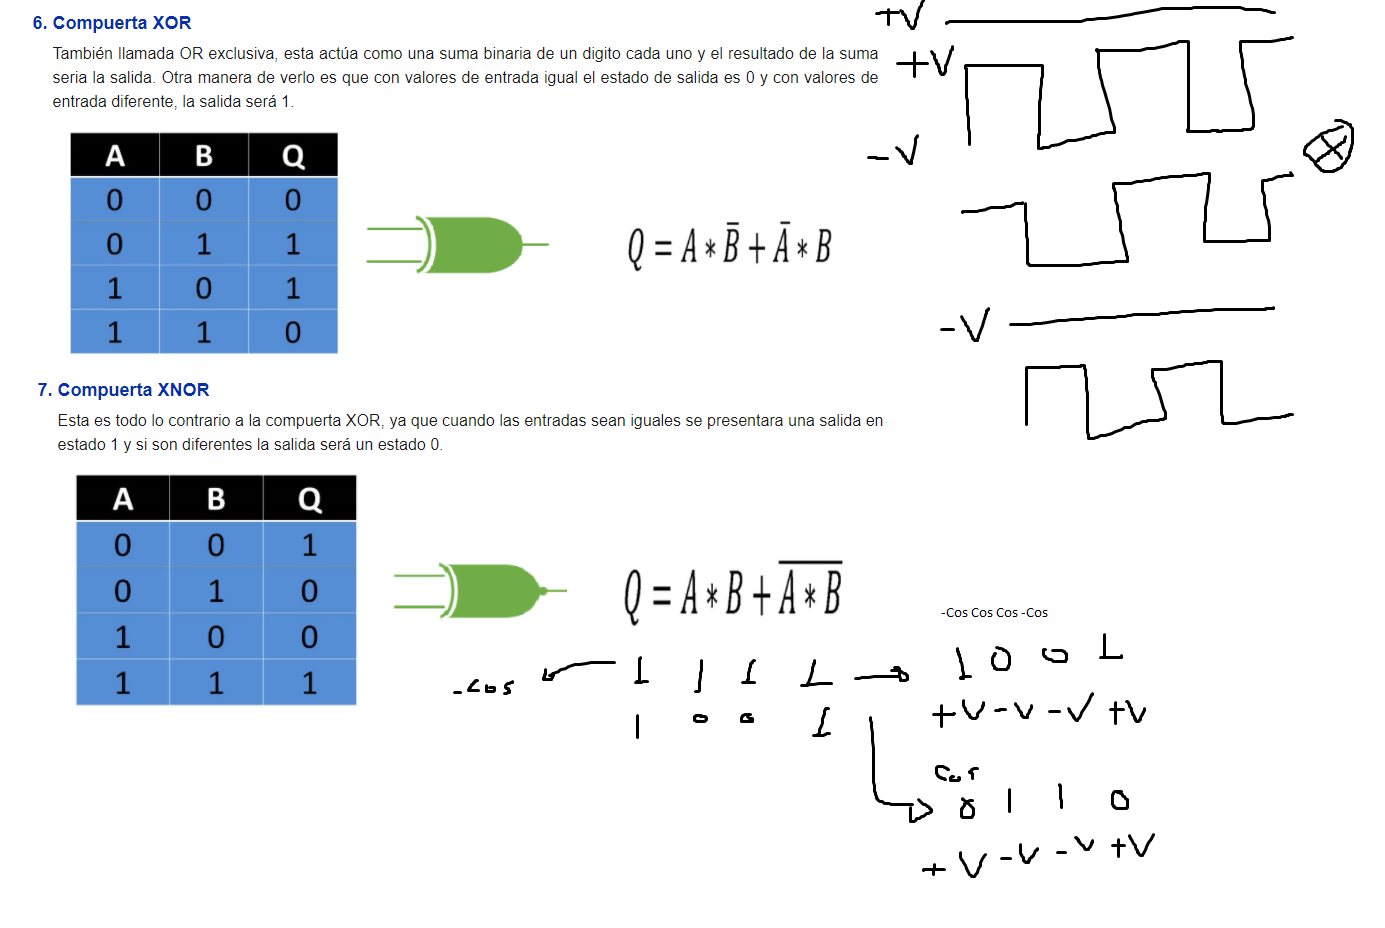 6. Compuerta XOR
También llamada OR exclusiva, esta actúa como una suma binaria de un digito cada uno y el resultado de la suma
seria la salida. Otra manera de verlo es que con valores de entrada igual el estado de salida es 0 y con valores de
entrada diferente, la salida será 1.
+V
+V
-V
A B Q
0 0 0
0 1 1
1 0 1
1 1 0
Q = A * B̅ + A̅ * B
-V
7. Compuerta XNOR
Esta es todo lo contrario a la compuerta XOR, ya que cuando las entradas sean iguales se presentara una salida en
estado 1 y si son diferentes la salida será un estado 0.
A B Q
0 0 1
0 1 0
1 0 0
1 1 1
Q = A * B + A̅ ̅*̅ ̅B̅
-Cos Cos Cos -Cos
-Cos
1 1 1 1
1 0 0 1
1 0 0 1
+V -V -V +V
Cos
0 1 1 0
+V -V -V +V